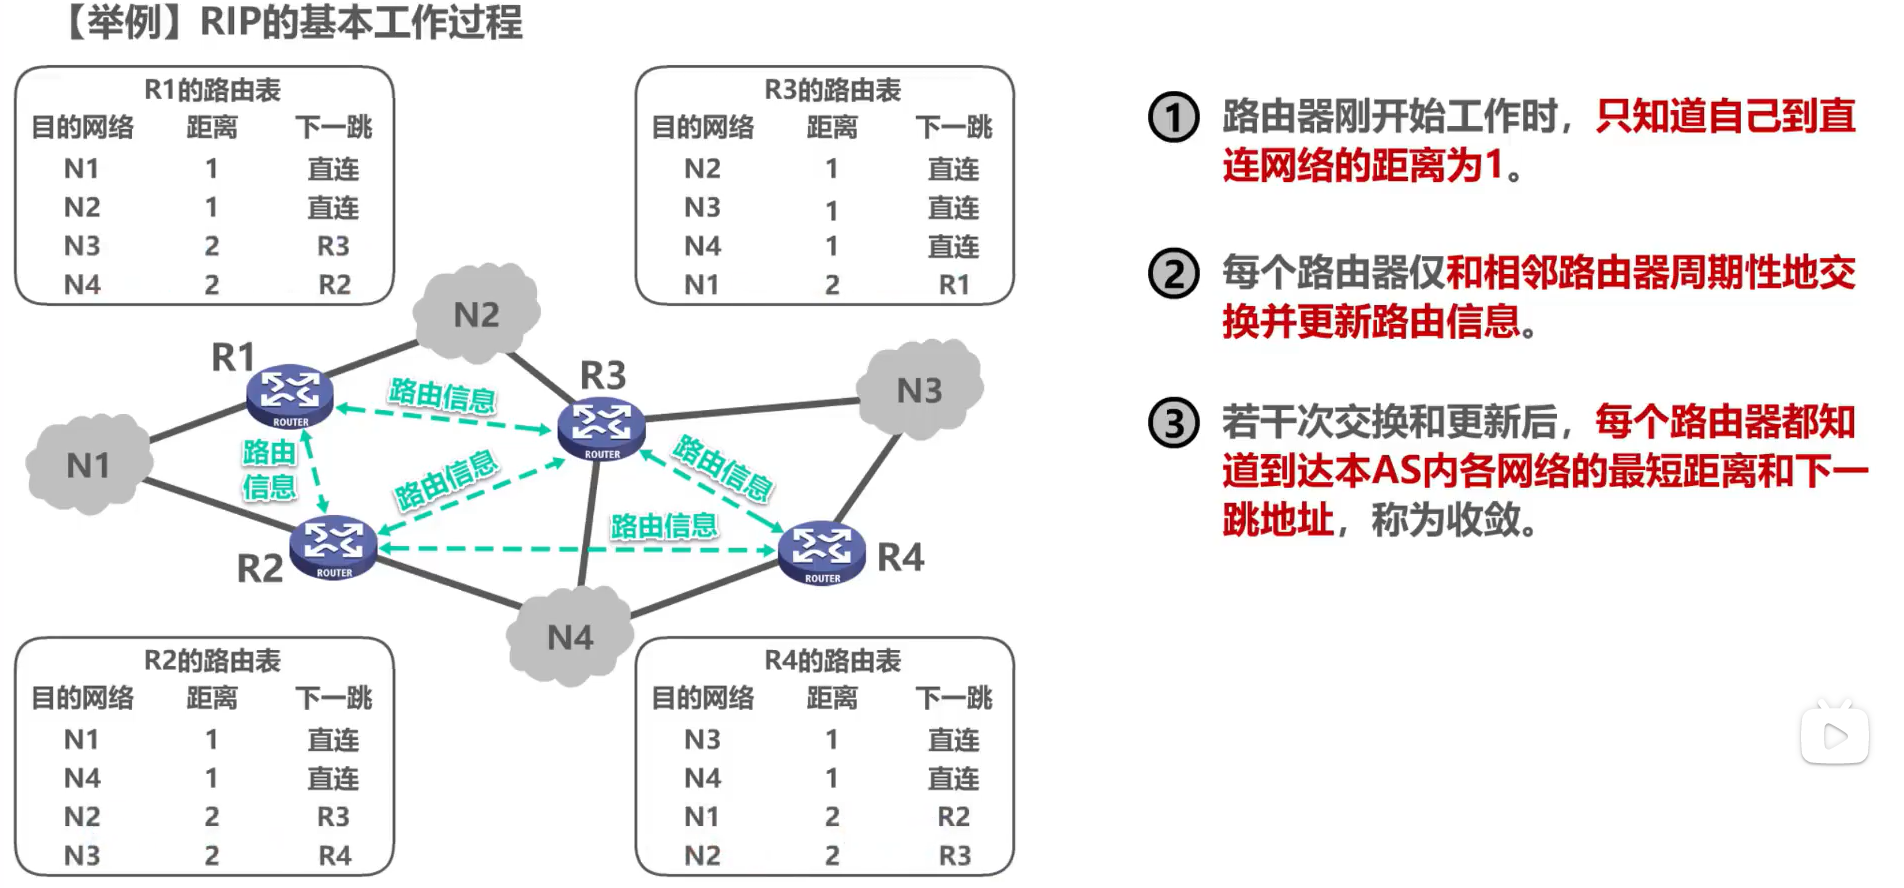 【举例】RIP的基本工作过程
R1的路由表
目的网络 距离 下一跳
N1 1 直连
N2 1 直连
N3 2 R3
N4 2 R2
R3的路由表
目的网络 距离 下一跳
N2 1 直连
N3 1 直连
N4 1 直连
N1 2 R1
N2
R1
R3
N3
路由信息
ROUTER
ROUTER
路由
信息
路由信息
路由信息
N1
路由信息
R2
ROUTER
R4
ROUTER
N4
R2的路由表
目的网络 距离 下一跳
N1 1 直连
N4 1 直连
N2 2 R3
N3 2 R4
R4的路由表
目的网络 距离 下一跳
N3 1 直连
N4 1 直连
N1 2 R2
N2 2 R3
1 路由器刚开始工作时，只知道自己到直
连网络的距离为1。
2 每个路由器仅和相邻路由器周期性地交
换并更新路由信息。
3 若干次交换和更新后，每个路由器都知
道到达本AS内各网络的最短距离和下一
跳地址，称为收敛。